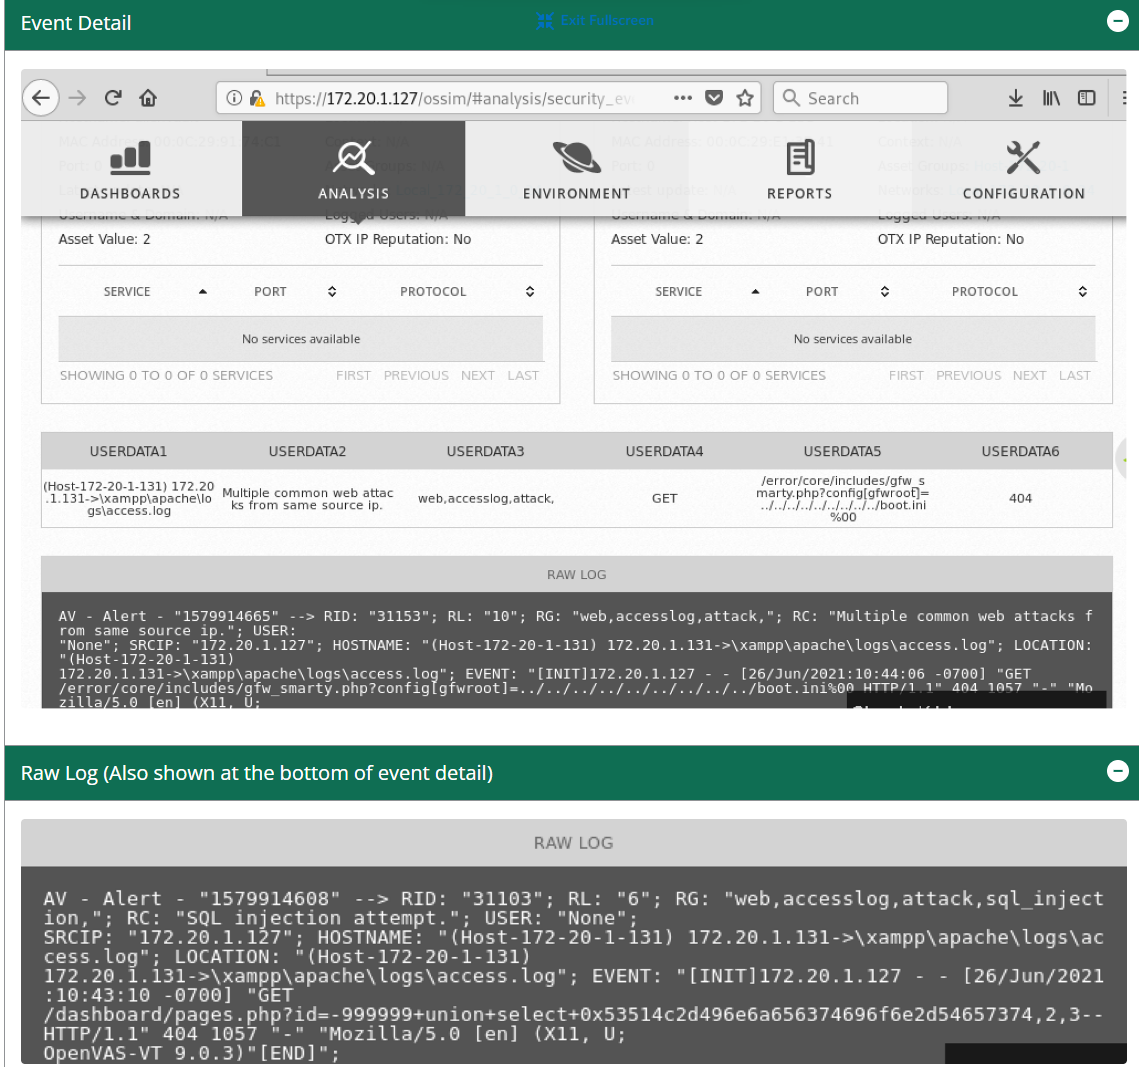 Event Detail
Exit Fullscreen
https://172.20.1.127/ossim/#analysis/security_ev
Search
DASHBOARDS
ANALYSIS
ENVIRONMENT
REPORTS
CONFIGURATION
Username & Domain: N/A
Logged Users: N/A
Username & Domain: N/A
Logged Users: N/A
Asset Value: 2
OTX IP Reputation: No
Asset Value: 2
OTX IP Reputation: No
SERVICE PORT PROTOCOL
SERVICE PORT PROTOCOL
No services available
No services available
SHOWING 0 TO 0 OF 0 SERVICES FIRST PREVIOUS NEXT LAST
SHOWING 0 TO 0 OF 0 SERVICES FIRST PREVIOUS NEXT LAST
USERDATA1 USERDATA2 USERDATA3 USERDATA4 USERDATA5 USERDATA6
(Host-172-20-1-131) 172.20
.1.131->\xampp\apache\lo
gs\access.log
Multiple common web attac
ks from same source ip.
web,accesslog,attack,
GET
/error/core/includes/gfw_s
marty.php?config[gfwroot]=
../../../../../../../../../../boot.ini
%00
404
RAW LOG
AV - Alert - "1579914665" --> RID: "31153"; RL: "10"; RG: "web,accesslog,attack,"; RC: "Multiple common web attacks f
rom same source ip."; USER:
"None"; SRCIP: "172.20.1.127"; HOSTNAME: "(Host-172-20-1-131) 172.20.1.131->\xampp\apache\logs\access.log"; LOCATION:
"(Host-172-20-1-131)
172.20.1.131->\xampp\apache\logs\access.log"; EVENT: "[INIT]172.20.1.127 - - [26/Jun/2021:10:44:06 -0700] "GET
/error/core/includes/gfw_smarty.php?config[gfwroot]=../../../../../../../../../../boot.ini%00 HTTP/1.1" 404 1057 "-" "Mo
zilla/5.0 [en] (X11, U;
Raw Log (Also shown at the bottom of event detail)
RAW LOG
AV - Alert - "1579914608" --> RID: "31103"; RL: "6"; RG: "web,accesslog,attack,sql_inject
ion,"; RC: "SQL injection attempt."; USER: "None";
SRCIP: "172.20.1.127"; HOSTNAME: "(Host-172-20-1-131) 172.20.1.131->\xampp\apache\logs\ac
cess.log"; LOCATION: "(Host-172-20-1-131)
172.20.1.131->\xampp\apache\logs\access.log"; EVENT: "[INIT]172.20.1.127 - - [26/Jun/2021
:10:43:10 -0700] "GET
/dashboard/pages.php?id=-999999+union+select+0x53514c2d496e6a656374696f6e2d54657374,2,3--
HTTP/1.1" 404 1057 "-" "Mozilla/5.0 [en] (X11, U;
OpenVAS-VT 9.0.3)"[END]";